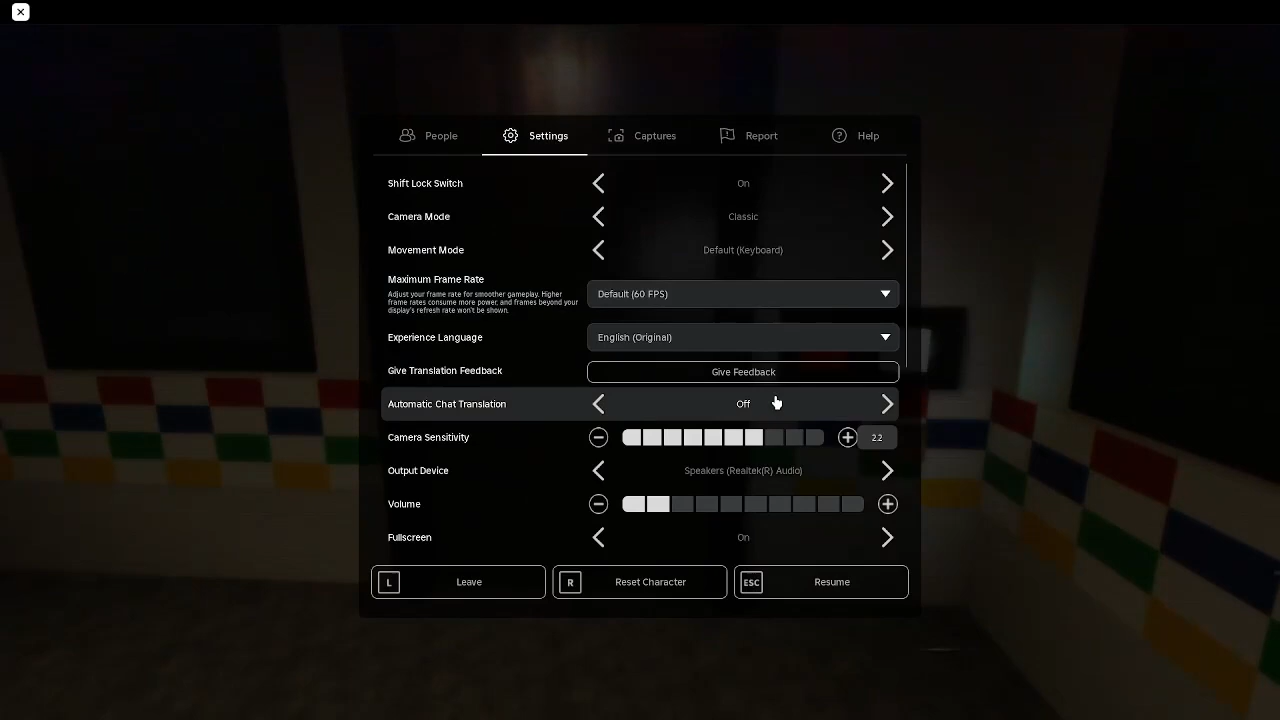 People
Settings
Captures
Report
Help
Shift Lock Switch
On
Camera Mode
Classic
Movement Mode
Default (Keyboard)
Maximum Frame Rate
Adjust your frame rate for smoother gameplay. Higher
frame rates consume more power, and frames beyond your
display's refresh rate won't be shown.
Default (60 FPS)
Experience Language
English (Original)
Give Translation Feedback
Give Feedback
Automatic Chat Translation
Off
Camera Sensitivity
2.2
Output Device
Speakers (Realtek(R) Audio)
Volume
Fullscreen
On
L
Leave
R
Reset Character
ESC
Resume